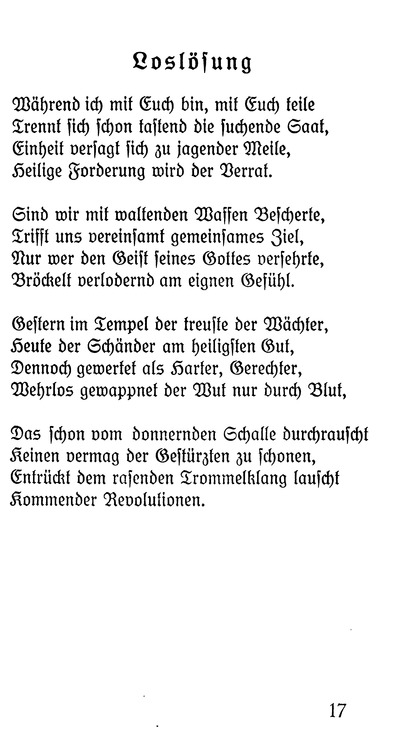 Loslösung
Während ich mit Euch bin, mit Euch teile
Trennt sich schon tastend die suchende Saat,
Einheit versagt sich zu jagender Meile,
Heilige Forderung wird der Verrat.
Sind wir mit waltenden Waffen Bescherte,
Trifft uns vereinsamt gemeinsames Ziel,
Nur wer den Geist seines Gottes versehrte,
Bröckelt verlodernd am eignen Gefühl.
Gestern im Tempel der treuste der Wächter,
Heute der Schänder am heiligsten Gut,
Dennoch gewertet als Harter, Gerechter,
Wehrlos gewappnet der Wut nur durch Blut,
Das schon vom donnernden Schalle durchrauscht
Keinen vermag der Gestürzten zu schonen,
Entrückt dem rasenden Trommelklang lauscht
Kommender Revolutionen.
17